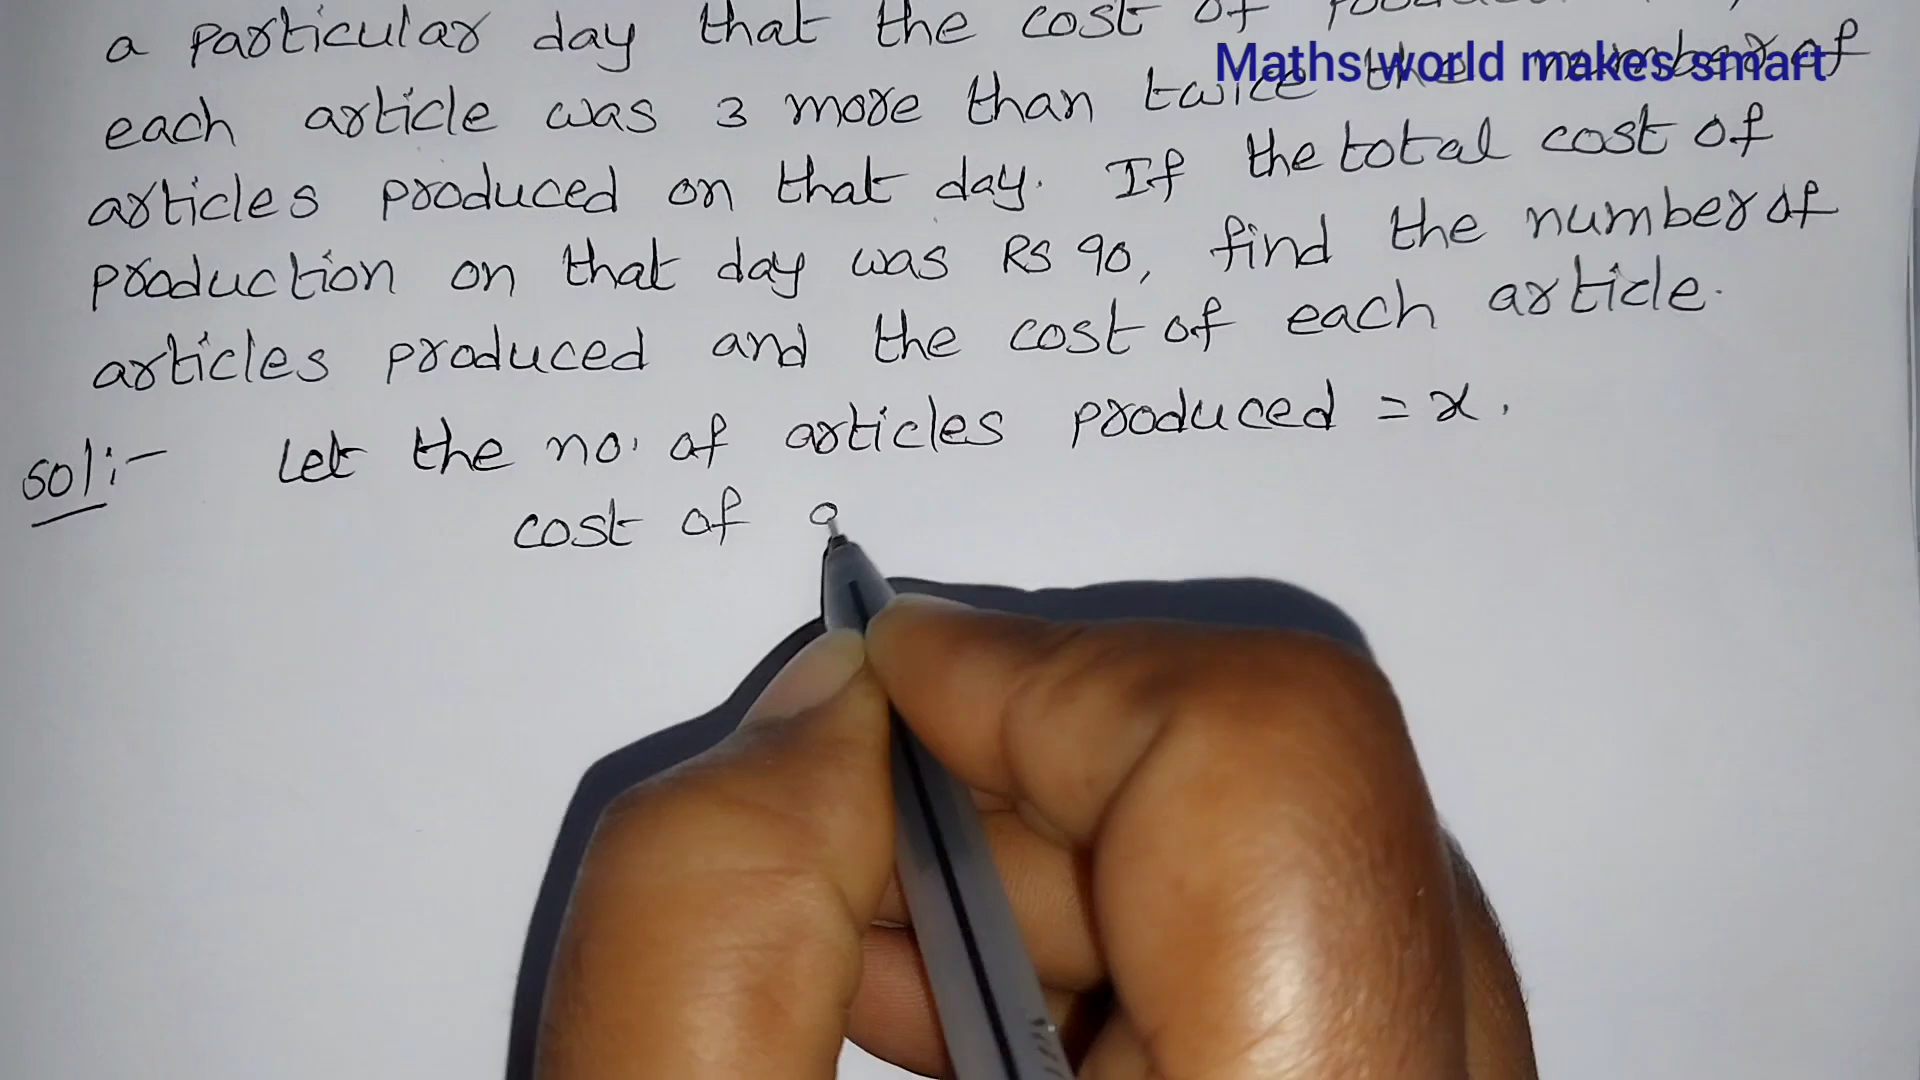 a particular day that the cost of
Maths world makes smart
each article was 3 more than twice the number of
articles produced on that day. If the total cost of
production on that day was Rs 90, find the number of
articles produced and the cost of each article.
Sol:- Let the no. of articles produced = x.
cost of